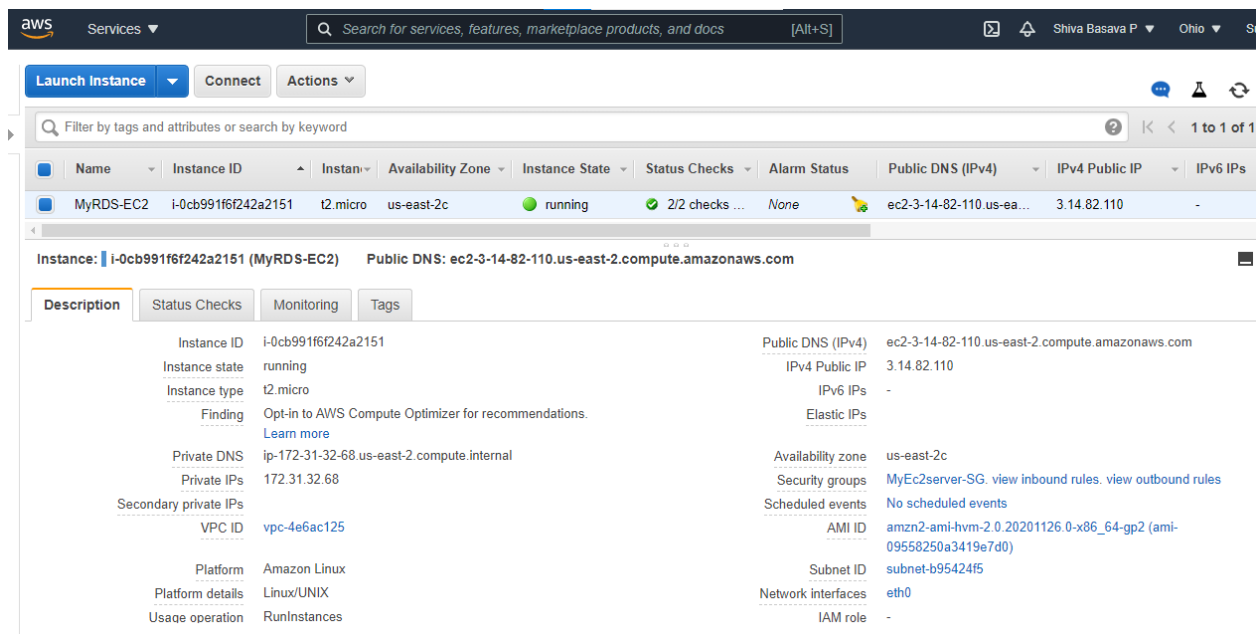 aws Services Search for services, features, marketplace products, and docs [Alt+S] Shiva Basava P Ohio
Launch Instance Connect Actions
Filter by tags and attributes or search by keyword 1 to 1 of 1
Name Instance ID Instan Availability Zone Instance State Status Checks Alarm Status Public DNS (IPv4) IPv4 Public IP IPv6 IPs
MyRDS-EC2 i-0cb991f6f242a2151 t2.micro us-east-2c running 2/2 checks ... None ec2-3-14-82-110.us-ea... 3.14.82.110 -
Instance: i-0cb991f6f242a2151 (MyRDS-EC2) Public DNS: ec2-3-14-82-110.us-east-2.compute.amazonaws.com
Description Status Checks Monitoring Tags
Instance ID i-0cb991f6f242a2151 Public DNS (IPv4) ec2-3-14-82-110.us-east-2.compute.amazonaws.com
Instance state running IPv4 Public IP 3.14.82.110
Instance type t2.micro IPv6 IPs -
Finding Opt-in to AWS Compute Optimizer for recommendations. Elastic IPs
Learn more
Private DNS ip-172-31-32-68.us-east-2.compute.internal Availability zone us-east-2c
Private IPs 172.31.32.68 Security groups MyEc2server-SG. view inbound rules. view outbound rules
Secondary private IPs Scheduled events No scheduled events
VPC ID vpc-4e6ac125 AMI ID amzn2-ami-hvm-2.0.20201126.0-x86_64-gp2 (ami-
09558250a3419e7d0)
Platform Amazon Linux Subnet ID subnet-b95424f5
Platform details Linux/UNIX Network interfaces eth0
Usage operation RunInstances IAM role -